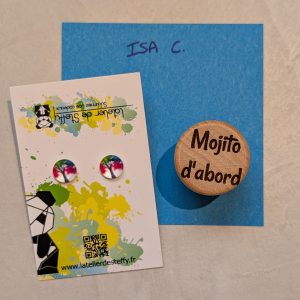 ISA C.
L'atelier de Steffy
Mojito
d'abord
www.latelierdesteffy.fr